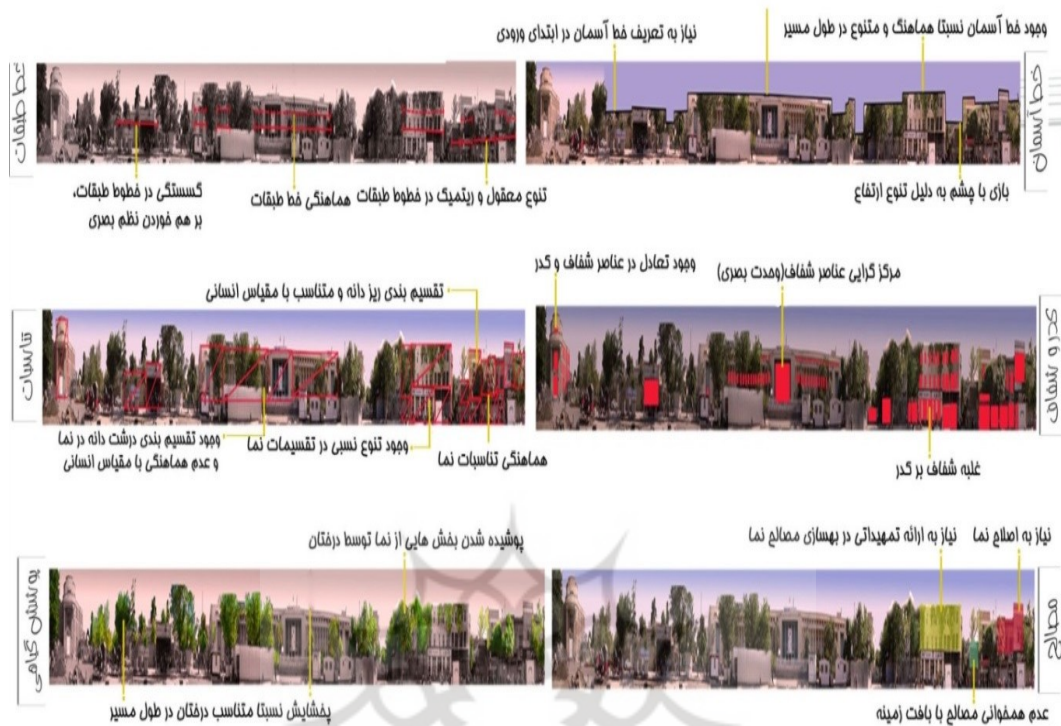 وجود خط آسمان نسبتا هماهنگ و متنوع در طول مسیر
نیاز به تعریف خط آسمان در ابتدای ورودی
خط آسمان
بازی با چشم به دلیل تنوع ارتفاع
خط طبقات
تنوع معقول و ریتمیک در خطوط طبقات
هماهنگی خط طبقات
گسستگی در خطوط طبقات،
بر هم خوردن نظم بصری
مرکز گرایی عناصر شفاف(وحدت بصری)
وجود تعادل در عناصر شفاف و کدر
کدر و شفاف
غلبه شفاف بر کدر
تقسیم بندی ریز دانه و متناسب با مقیاس انسانی
تناسبات
هماهنگی تناسبات نما
وجود تنوع نسبی در تقسیمات نما
وجود تقسیم بندی درشت دانه در نما
و عدم هماهنگی با مقیاس انسانی
نیاز به اصلاح نما
نیاز به ارائه تمهیداتی در بهسازی مصالح نما
مصالح
عدم همخوانی مصالح با بافت زمینه
پوشیده شدن بخش هایی از نما توسط درختان
پوشش گیاهی
پخشایش نسبتا متناسب درختان در طول مسیر